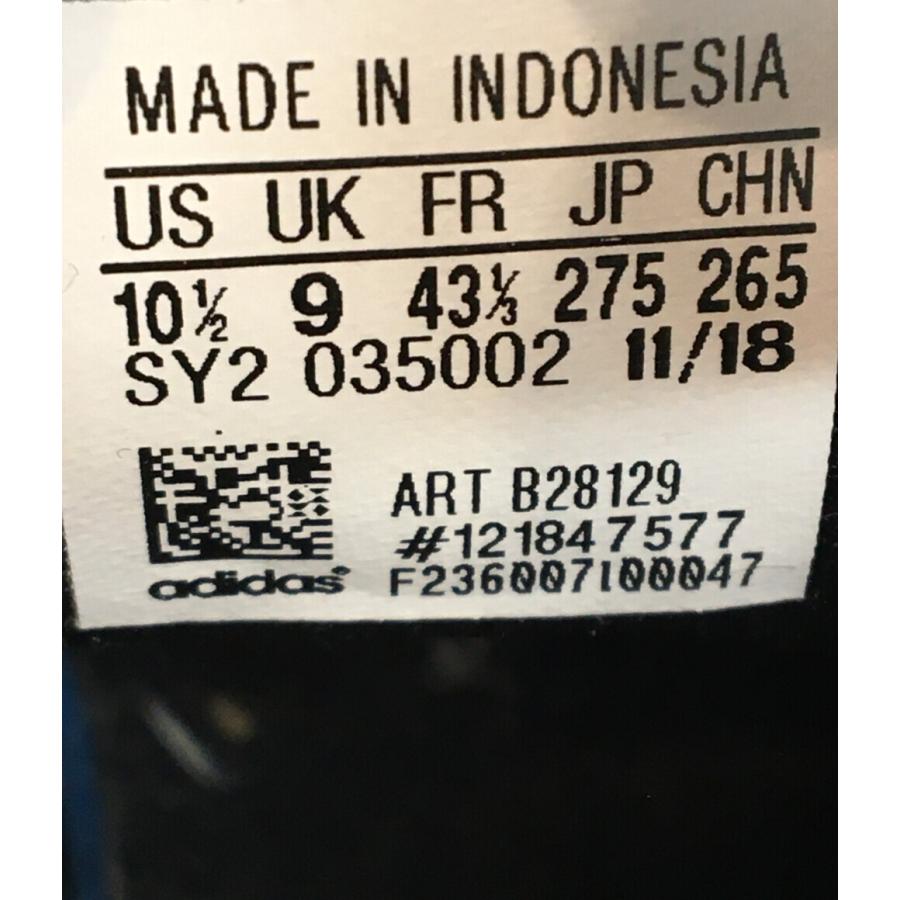 MADE IN INDONESIA
US UK FR JP CHN
10½ 9 43⅓ 275 265
SY2 035002 11/18
ART B28129
#121847577
adidas® F236007100047